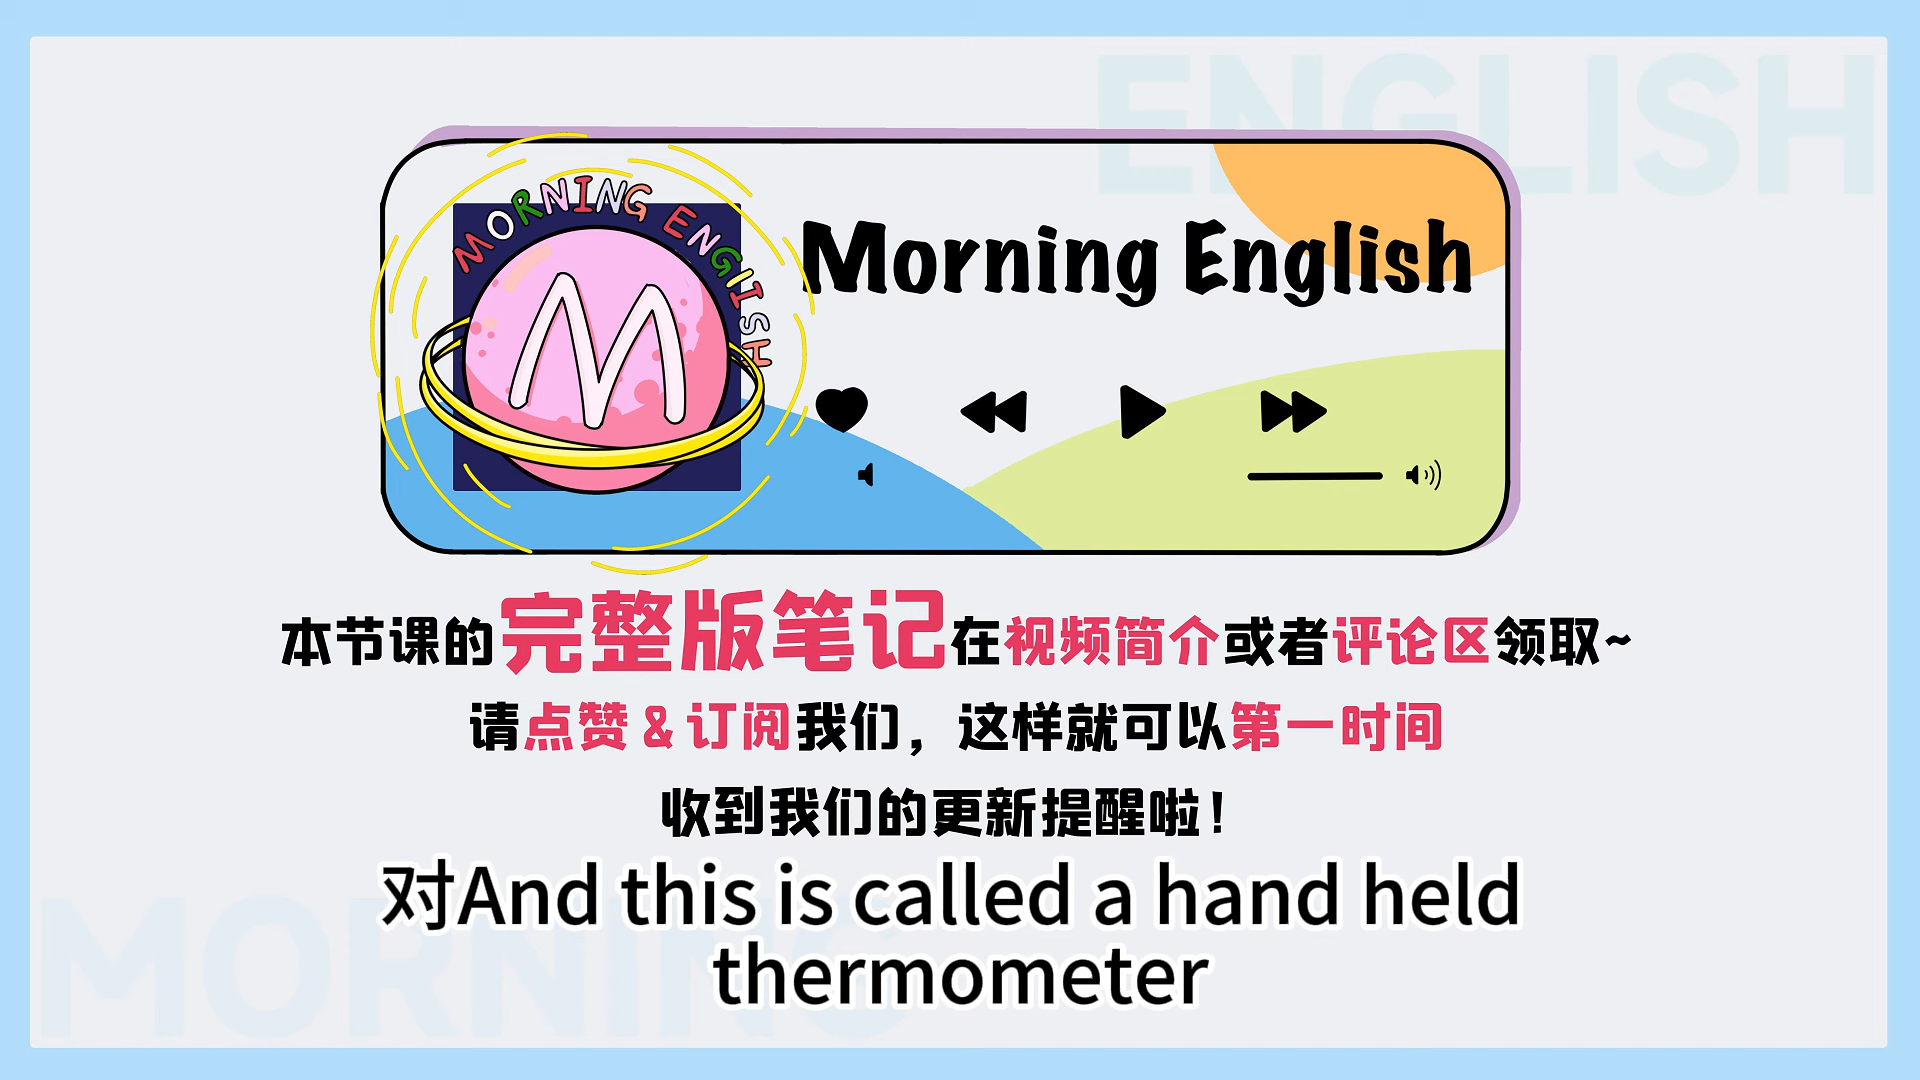 ENGLISH
MORNING ENGLISH
M
Morning English
本节课的完整版笔记在视频简介或者评论区领取~
请点赞&订阅我们，这样就可以第一时间
收到我们的更新提醒啦！
对And this is called a hand held
thermometer
MORNING